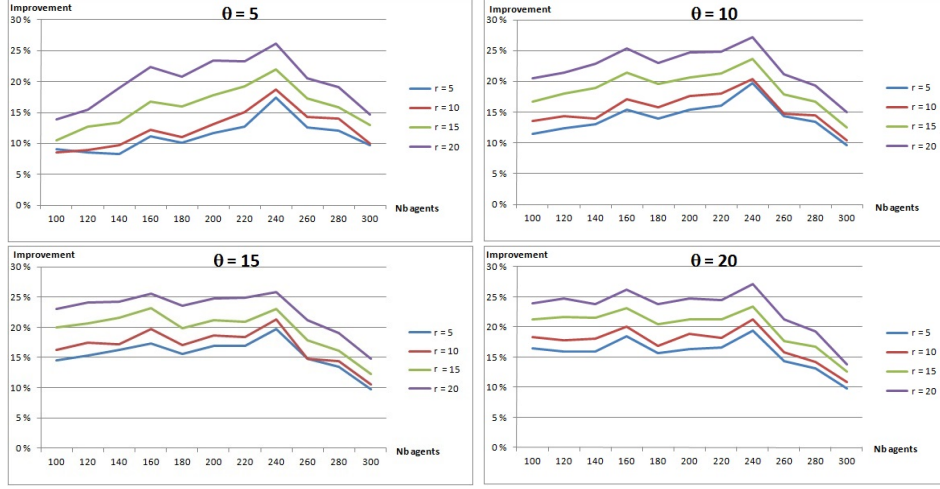 Improvement
θ = 5
30 %
25 %
20 %
15 %
10 %
5 %
0 %
100 120 140 160 180 200 220 240 260 280 300
Nb agents
r = 5
r = 10
r = 15
r = 20
Improvement
θ = 10
30 %
25 %
20 %
15 %
10 %
5 %
0 %
100 120 140 160 180 200 220 240 260 280 300
Nb agents
r = 5
r = 10
r = 15
r = 20
Improvement
θ = 15
30 %
25 %
20 %
15 %
10 %
5 %
0 %
100 120 140 160 180 200 220 240 260 280 300
Nb agents
r = 5
r = 10
r = 15
r = 20
Improvement
θ = 20
30 %
25 %
20 %
15 %
10 %
5 %
0 %
100 120 140 160 180 200 220 240 260 280 300
Nb agents
r = 5
r = 10
r = 15
r = 20